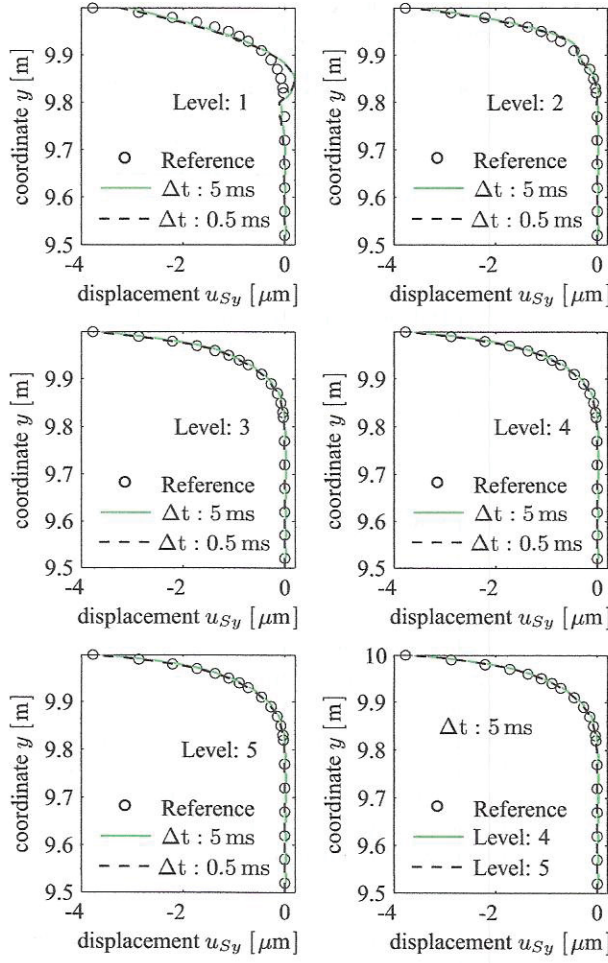 coordinate y [m]
9.9
9.8
9.7
9.6
9.5
Level: 1
Reference
Δt : 5 ms
Δt : 0.5 ms
-4 -2 0
displacement u_Sy [μm]
coordinate y [m]
9.9
9.8
9.7
9.6
9.5
Level: 2
Reference
Δt : 5 ms
Δt : 0.5 ms
-4 -2 0
displacement u_Sy [μm]
coordinate y [m]
9.9
9.8
9.7
9.6
9.5
Level: 3
Reference
Δt : 5 ms
Δt : 0.5 ms
-4 -2 0
displacement u_Sy [μm]
coordinate y [m]
9.9
9.8
9.7
9.6
9.5
Level: 4
Reference
Δt : 5 ms
Δt : 0.5 ms
-4 -2 0
displacement u_Sy [μm]
coordinate y [m]
9.9
9.8
9.7
9.6
9.5
Level: 5
Reference
Δt : 5 ms
Δt : 0.5 ms
-4 -2 0
displacement u_Sy [μm]
coordinate y [m]
10
9.9
9.8
9.7
9.6
9.5
Δt : 5 ms
Reference
Level: 4
Level: 5
-4 -2 0
displacement u_Sy [μm]